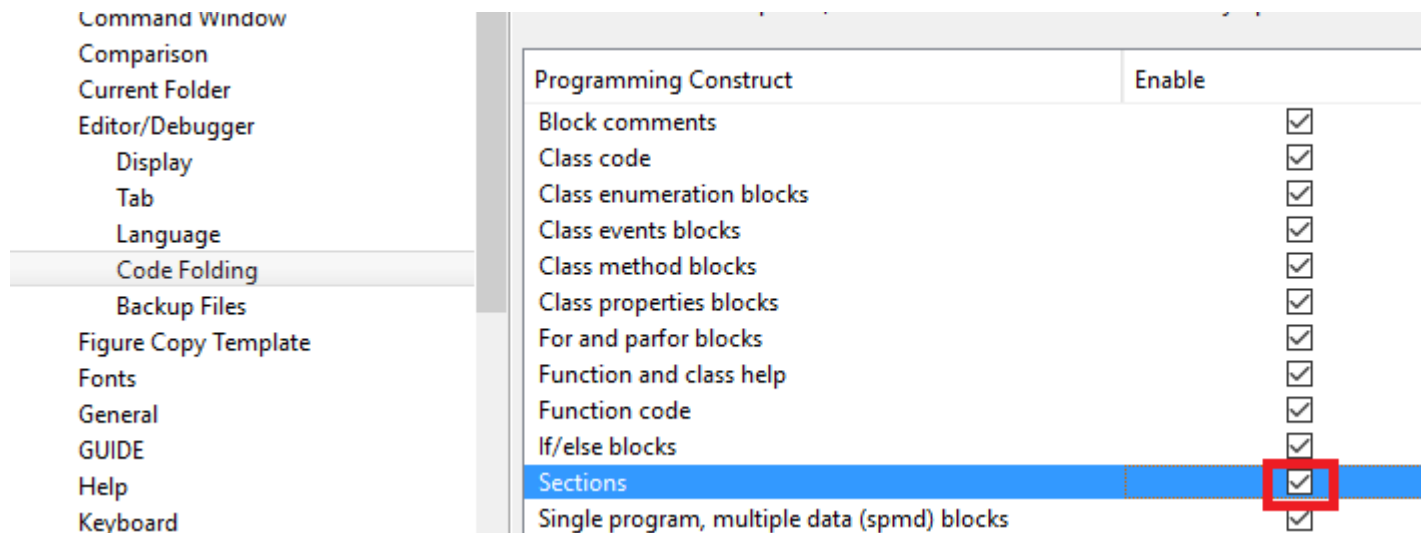 Command Window
Comparison
Current Folder
Editor/Debugger
Display
Tab
Language
Code Folding
Backup Files
Figure Copy Template
Fonts
General
GUIDE
Help
Keyboard
Programming Construct Enable
Block comments
Class code
Class enumeration blocks
Class events blocks
Class method blocks
Class properties blocks
For and parfor blocks
Function and class help
Function code
If/else blocks
Sections
Single program, multiple data (spmd) blocks